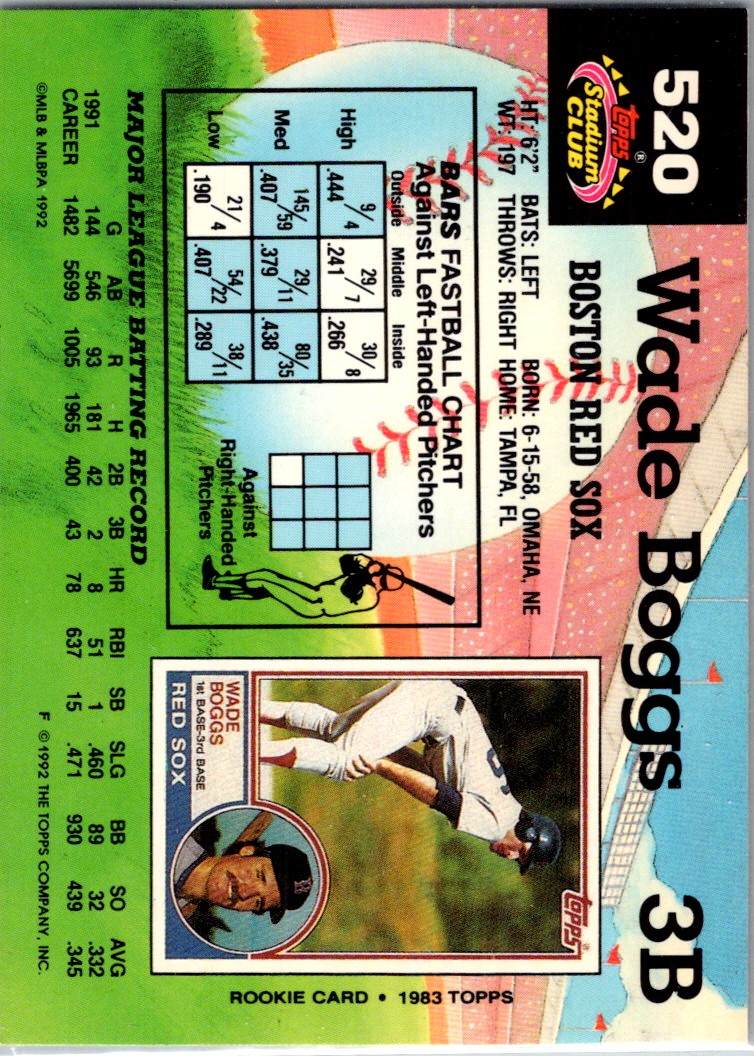 520
Topps®
Stadium
CLUB
Wade Boggs 3B
BOSTON RED SOX
HT: 6'2" BATS: LEFT BORN: 6-15-58, OMAHA, NE
WT: 197 THROWS: RIGHT HOME: TAMPA, FL
BARS FASTBALL CHART
Against Left-Handed Pitchers
Outside Middle Inside
High 9/4 .444 29/7 .241 30/8 .266
Med 145/59 .407 29/11 .379 80/35 .438
Low 21/4 .190 54/22 .407 38/11 .289
Against
Right-Handed
Pitchers
TOPPS®
WADE
BOGGS
1st BASE-3rd BASE
RED SOX
ROOKIE CARD • 1983 TOPPS
MAJOR LEAGUE BATTING RECORD
G AB R H 2B 3B HR RBI SB SLG BB SO AVG
1991 144 546 93 181 42 2 8 51 1 .460 89 32 .332
CAREER 1482 5699 1005 1965 400 43 78 637 15 .471 930 439 .345
©MLB & MLBPA 1992 F ©1992 THE TOPPS COMPANY, INC.